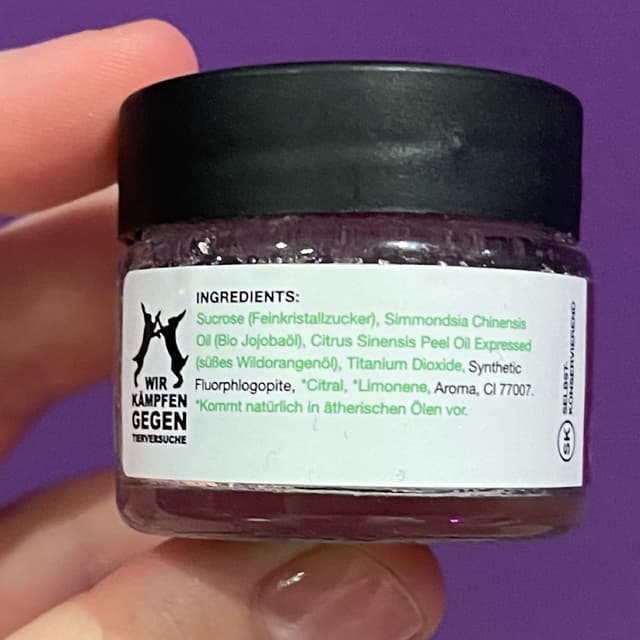 INGREDIENTS:
Sucrose (Feinkristallzucker), Simmondsia Chinensis
Oil (Bio Jojobaöl), Citrus Sinensis Peel Oil Expressed
(süßes Wildorangenöl), Titanium Dioxide, Synthetic
Fluorphlogopite, *Citral, *Limonene, Aroma, CI 77007.
*Kommt natürlich in ätherischen Ölen vor.
WIR
KÄMPFEN
GEGEN
TIERVERSUCHE
SK
SELBST-
KONSERVIEREND